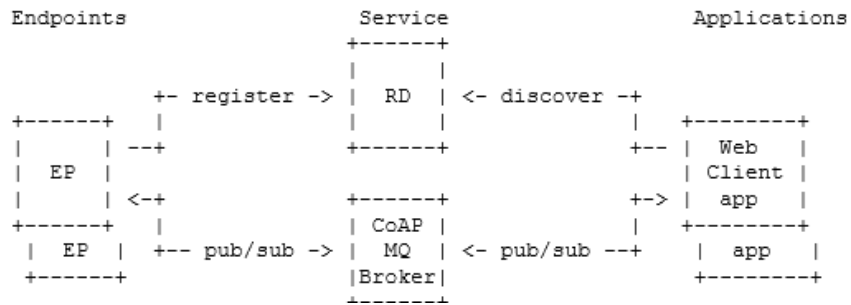 Endpoints Service Applications
+- register -> RD <- discover -+
Web
EP Client
app
CoAP
EP +-- pub/sub -> MQ <- pub/sub --+ app
Broker